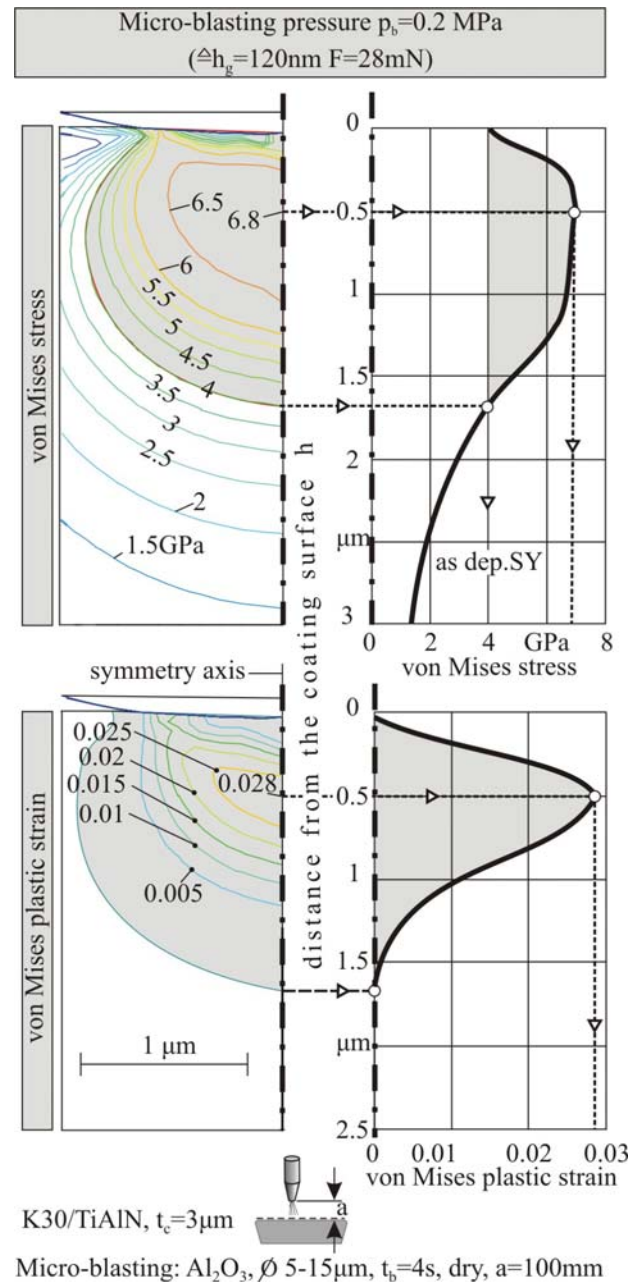 Micro-blasting pressure p_b=0.2 MPa
(≙h_g=120nm F=28mN)
von Mises stress
6.5
6.8
6
5.5
5
4.5
4
3.5
3
2.5
2
1.5GPa
distance from the coating surface h
0
0.5
1
1.5
2
μm
3
as dep.SY
0 2 4 GPa 8
von Mises stress
von Mises plastic strain
symmetry axis
0.025
0.02
0.028
0.015
0.01
0.005
1 μm
0
0.5
1
1.5
μm
2.5
0 0.01 0.02 0.03
von Mises plastic strain
a
K30/TiAlN, t_c=3μm
Micro-blasting: Al₂O₃, Ø 5-15μm, t_b=4s, dry, a=100mm